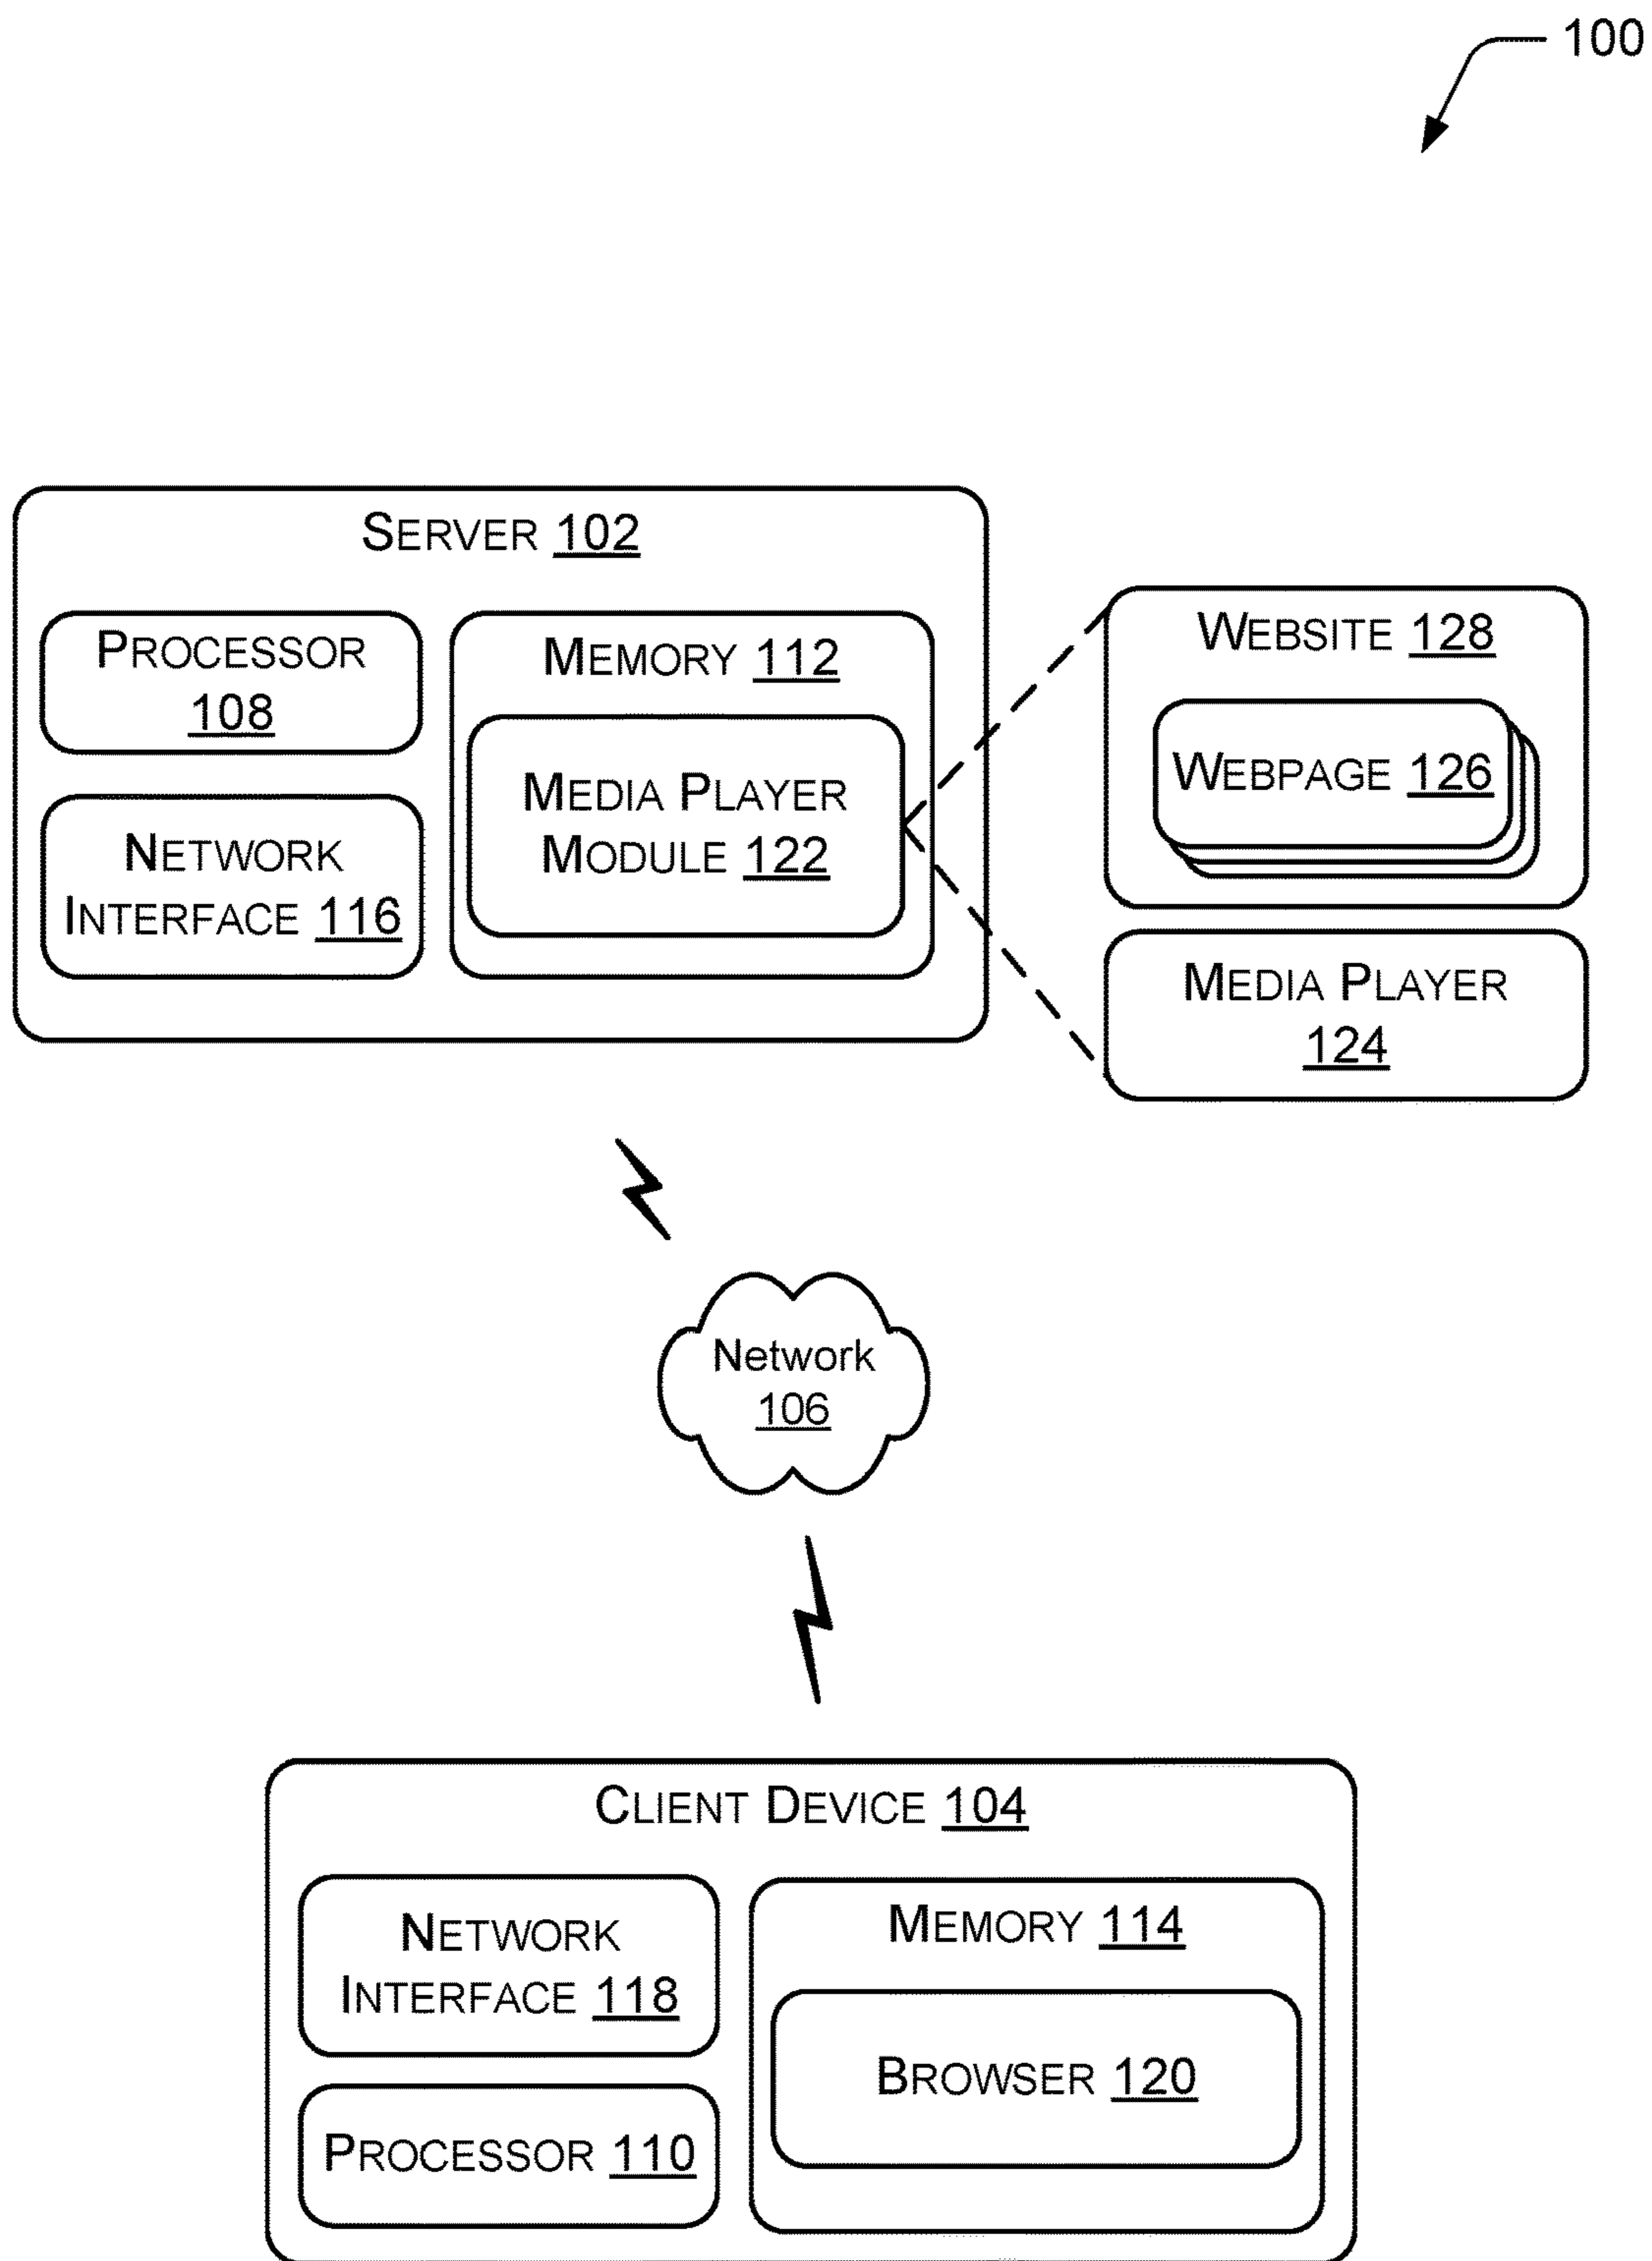 100
SERVER 102
PROCESSOR
108
NETWORK
INTERFACE 116
MEMORY 112
MEDIA PLAYER
MODULE 122
WEBSITE 128
WEBPAGE 126
MEDIA PLAYER
124
Network
106
CLIENT DEVICE 104
NETWORK
INTERFACE 118
PROCESSOR 110
MEMORY 114
BROWSER 120